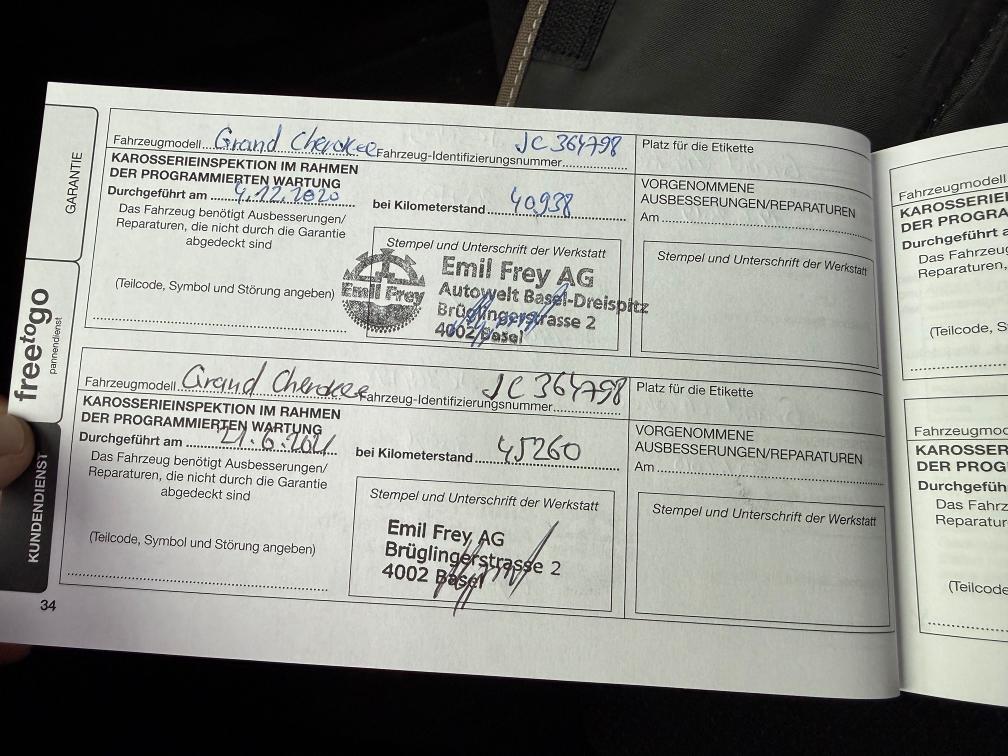 GARANTIE
freetogo
pannendienst
KUNDENDIENST
Fahrzeugmodell Grand Cherokee Fahrzeug-Identifizierungsnummer JC 364798
Platz für die Etikette
KAROSSERIEINSPEKTION IM RAHMEN
DER PROGRAMMIERTEN WARTUNG
Durchgeführt am 4.12.2020 bei Kilometerstand 40938
VORGENOMMENE
AUSBESSERUNGEN/REPARATUREN
Am
Das Fahrzeug benötigt Ausbesserungen/
Reparaturen, die nicht durch die Garantie
abgedeckt sind
(Teilcode, Symbol und Störung angeben)
Stempel und Unterschrift der Werkstatt
Emil Frey
Emil Frey AG
Autowelt Basel-Dreispitz
Brüglingerstrasse 2
4002 Basel
Stempel und Unterschrift der Werkstatt
Fahrzeugmodell Grand Cherokee Fahrzeug-Identifizierungsnummer JC 364798
Platz für die Etikette
KAROSSERIEINSPEKTION IM RAHMEN
DER PROGRAMMIERTEN WARTUNG
Durchgeführt am 21.6.2021 bei Kilometerstand 45260
VORGENOMMENE
AUSBESSERUNGEN/REPARATUREN
Am
Das Fahrzeug benötigt Ausbesserungen/
Reparaturen, die nicht durch die Garantie
abgedeckt sind
(Teilcode, Symbol und Störung angeben)
Stempel und Unterschrift der Werkstatt
Emil Frey AG
Brüglingerstrasse 2
4002 Basel
Stempel und Unterschrift der Werkstatt
34
Fahrzeugmodell
KAROSSERIE
DER PROGRA
Durchgeführt a
Das Fahrzeug
Reparaturen,
(Teilcode, S
Fahrzeugmo
KAROSSER
DER PROG
Durchgefüh
Das Fahrz
Reparatur
(Teilcode